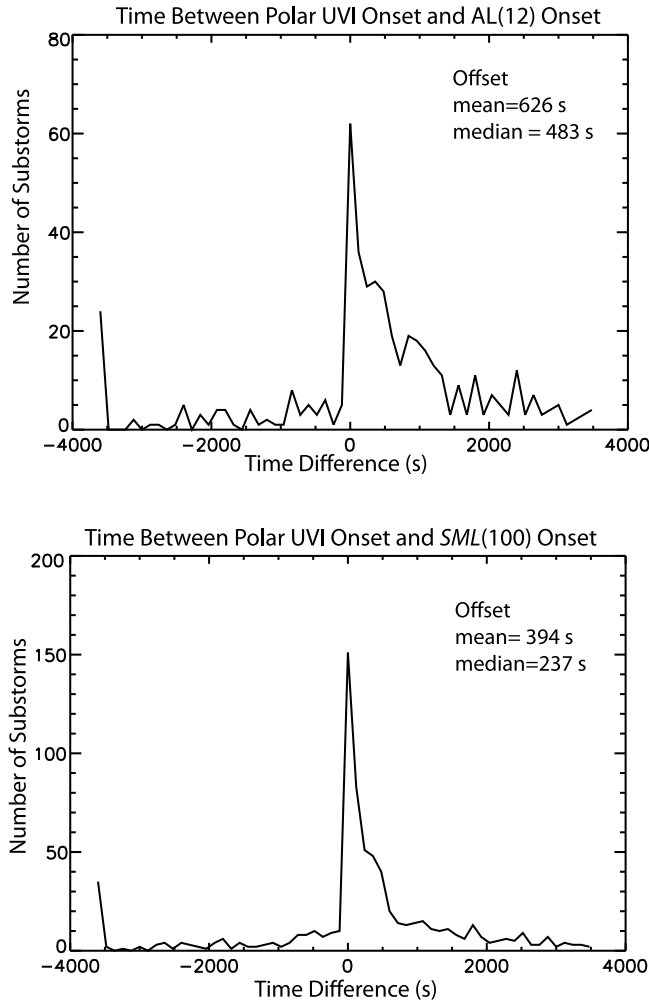 Time Between Polar UVI Onset and AL(12) Onset
80
60
40
20
0
Number of Substorms
Offset
mean=626 s
median = 483 s
−4000 −2000 0 2000 4000
Time Difference (s)
Time Between Polar UVI Onset and SML(100) Onset
200
150
100
50
0
Number of Substorms
Offset
mean= 394 s
median=237 s
−4000 −2000 0 2000 4000
Time Difference (s)